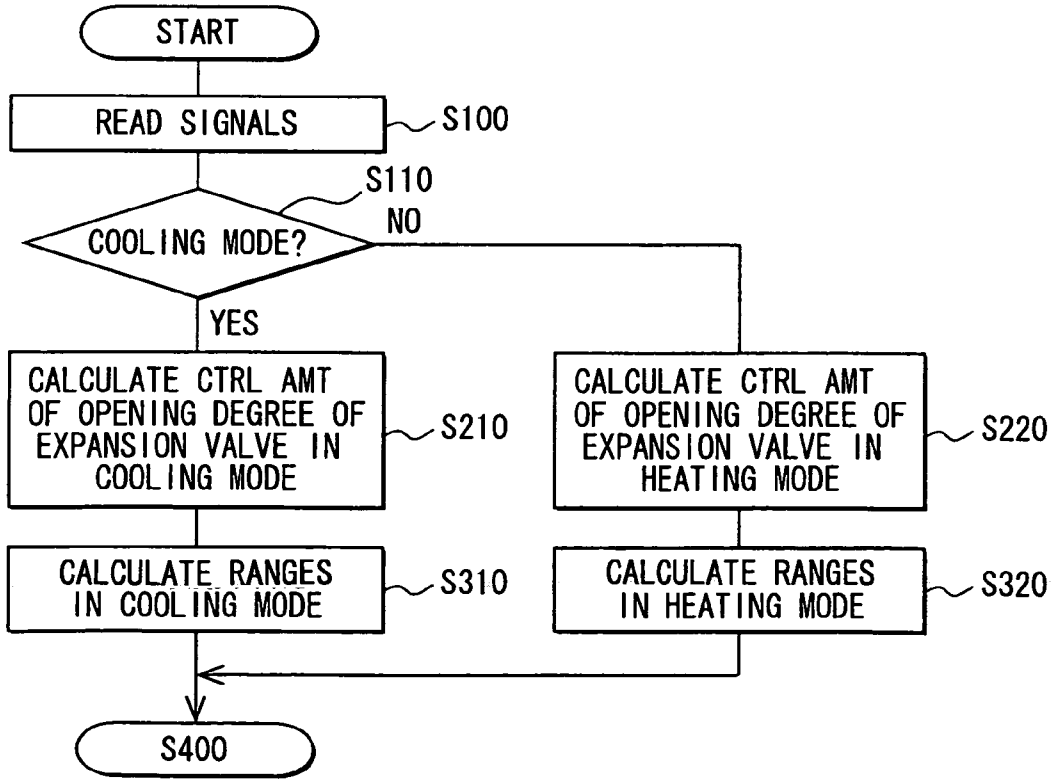 START
READ SIGNALS
S100
S110
COOLING MODE?
NO
YES
CALCULATE CTRL AMT
OF OPENING DEGREE OF
EXPANSION VALVE IN
COOLING MODE
S210
CALCULATE CTRL AMT
OF OPENING DEGREE OF
EXPANSION VALVE IN
HEATING MODE
S220
CALCULATE RANGES
IN COOLING MODE
S310
CALCULATE RANGES
IN HEATING MODE
S320
S400